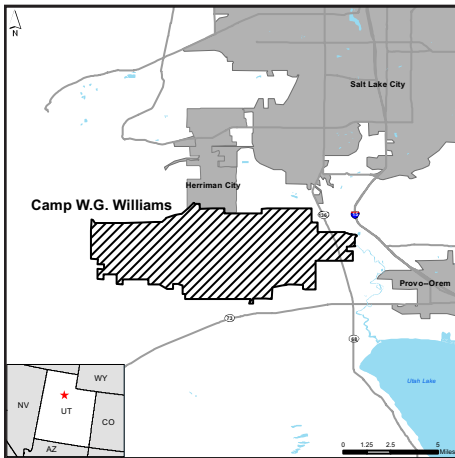 N
Salt Lake City
Herriman City
Camp W.G. Williams
15
Provo-Orem
73
68
Utah Lake
WY
NV
UT
CO
AZ
0 1.25 2.5 5
Miles